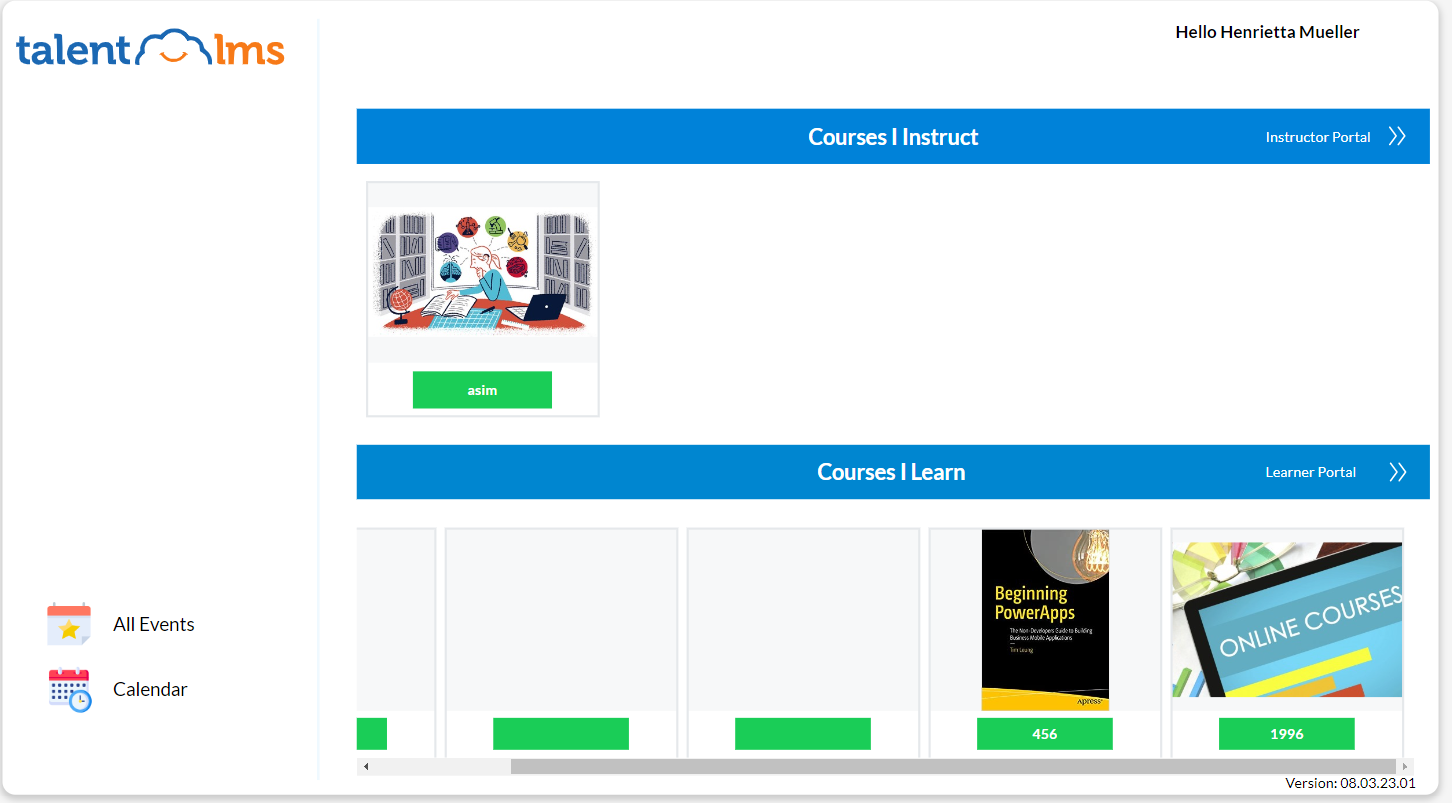 talent lms
Hello Henrietta Mueller
Courses I Instruct
Instructor Portal
asim
Courses I Learn
Learner Portal
Beginning
PowerApps
The Non-Developers Guide to Building
Business Mobile Applications
Tim Leung
Apress®
ONLINE COURSES
456
1996
All Events
Calendar
Version: 08.03.23.01